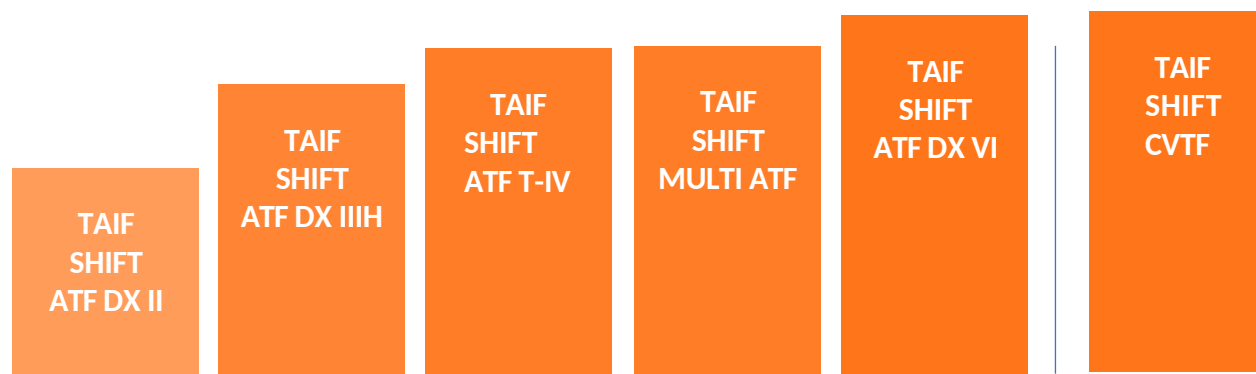 TAIF
SHIFT
ATF DX II
TAIF
SHIFT
ATF DX IIIH
TAIF
SHIFT
ATF T-IV
TAIF
SHIFT
MULTI ATF
TAIF
SHIFT
ATF DX VI
TAIF
SHIFT
CVTF